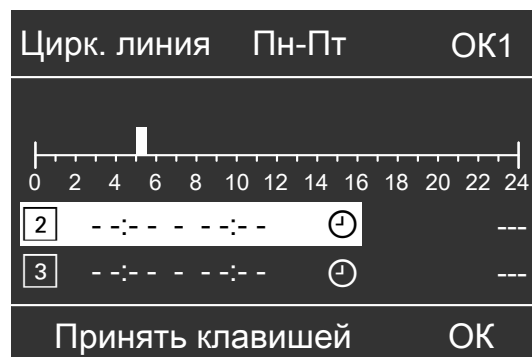 Цирк. линия Пн-Пт ОК1
0 2 4 6 8 10 12 14 16 18 20 22 24
2 - -:- - - - -:- - ---
3 - -:- - - - -:- - ---
Принять клавишей ОК